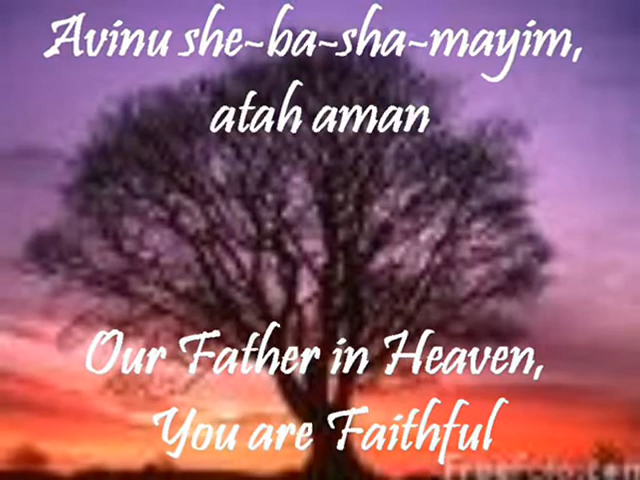 Avinu she-ba-sha-mayim,
atah aman
Our Father in Heaven,
You are Faithful